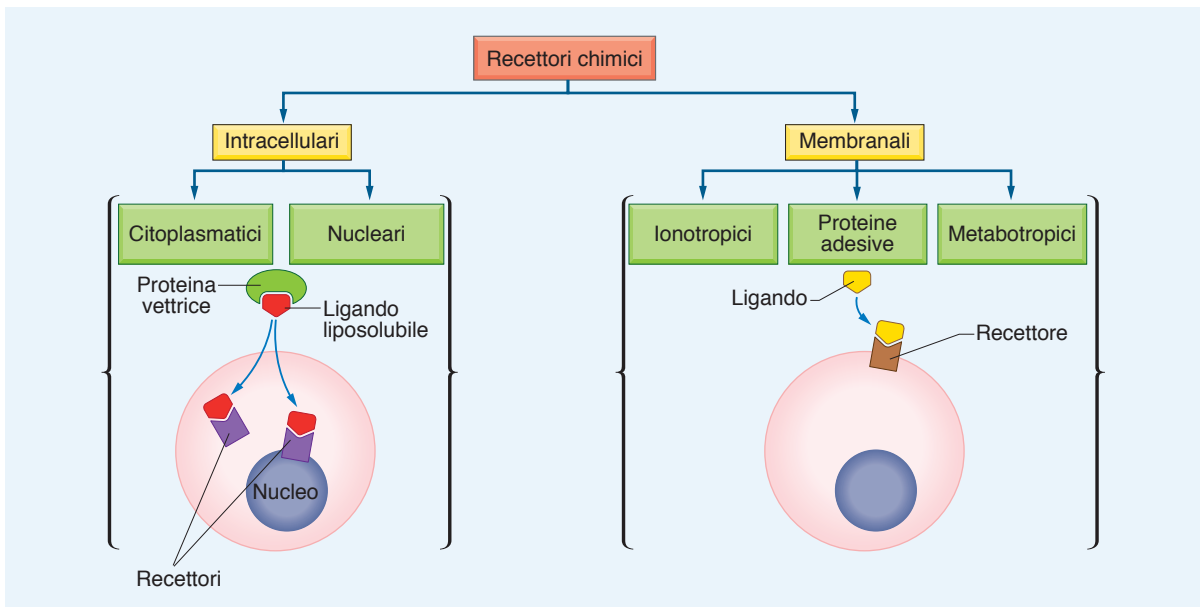 Recettori chimici
Intracellulari
Membranali
Citoplasmatici
Nucleari
Ionotropici
Proteine
adesive
Metabotropici
Proteina
vettrice
Ligando
liposolubile
Ligando
Recettore
Nucleo
Recettori